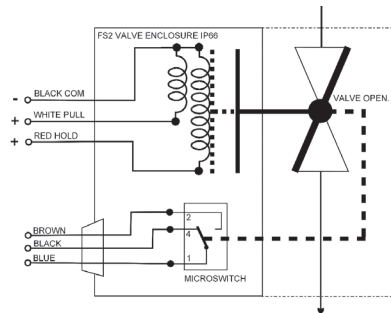 FS2 VALVE ENCLOSURE IP66
- BLACK COM
+ WHITE PULL
+ RED HOLD
VALVE OPEN.
BROWN
BLACK
BLUE
2
4
1
MICROSWITCH